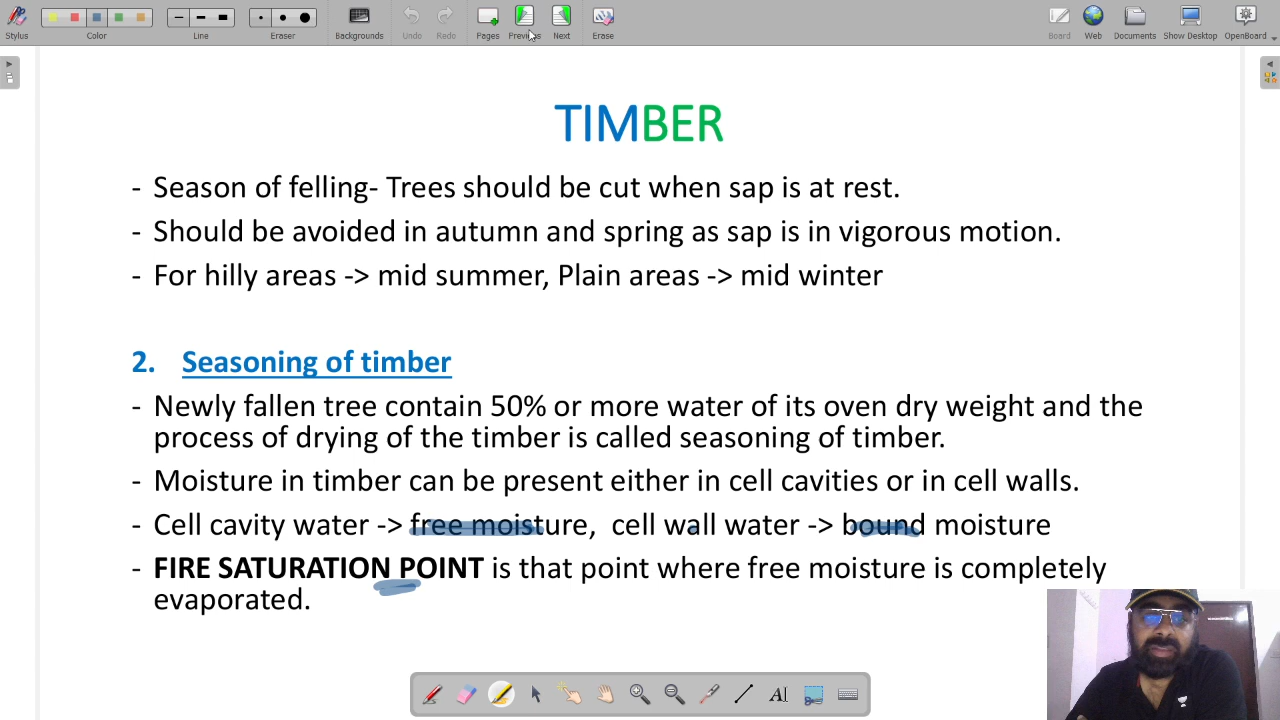 Stylus
Color
Line
Eraser
Backgrounds
Undo
Redo
Pages
Previous
Next
Erase
Board
Web
Documents
Show Desktop
OpenBoard
TIMBER
- Season of felling- Trees should be cut when sap is at rest.
- Should be avoided in autumn and spring as sap is in vigorous motion.
- For hilly areas -> mid summer, Plain areas -> mid winter
2. Seasoning of timber
- Newly fallen tree contain 50% or more water of its oven dry weight and the
process of drying of the timber is called seasoning of timber.
- Moisture in timber can be present either in cell cavities or in cell walls.
- Cell cavity water -> free moisture, cell wall water -> bound moisture
- FIRE SATURATION POINT is that point where free moisture is completely
evaporated.
AI